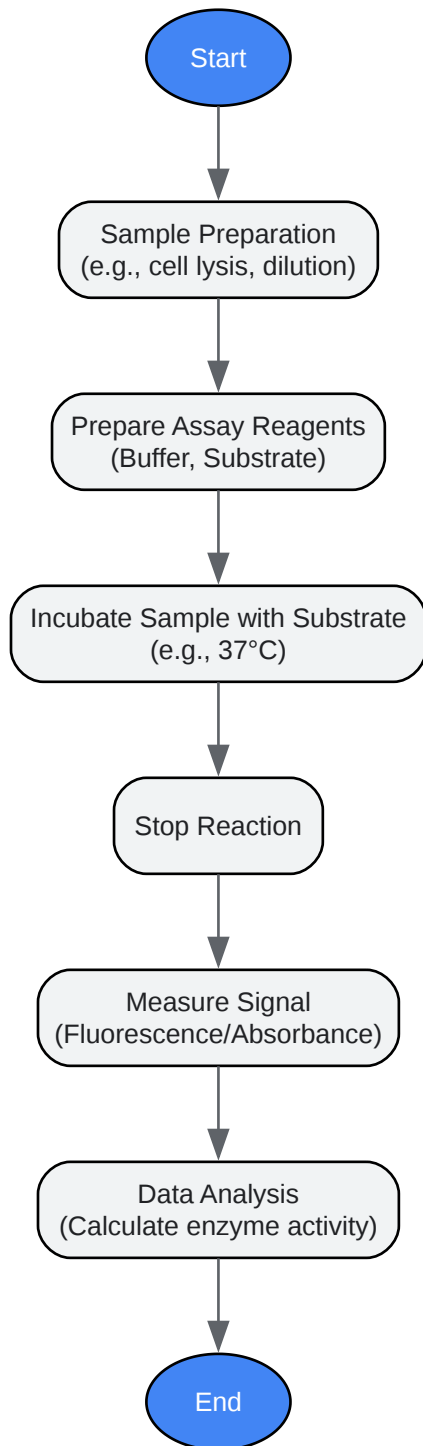 Start
Sample Preparation
(e.g., cell lysis, dilution)
Prepare Assay Reagents
(Buffer, Substrate)
Incubate Sample with Substrate
(e.g., 37°C)
Stop Reaction
Measure Signal
(Fluorescence/Absorbance)
Data Analysis
(Calculate enzyme activity)
End